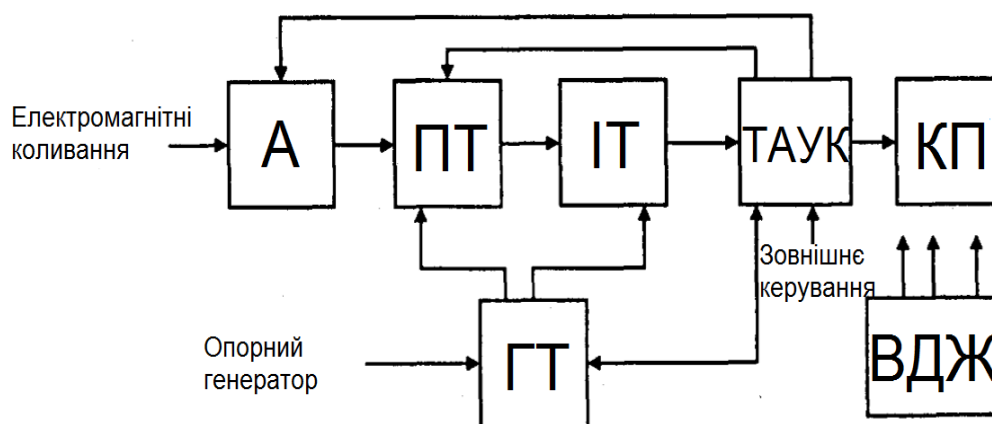 Електромагнітні
коливання
А
ПТ
ІТ
ТАУК
КП
Зовнішнє
керування
Опорний
генератор
ГТ
ВДЖ